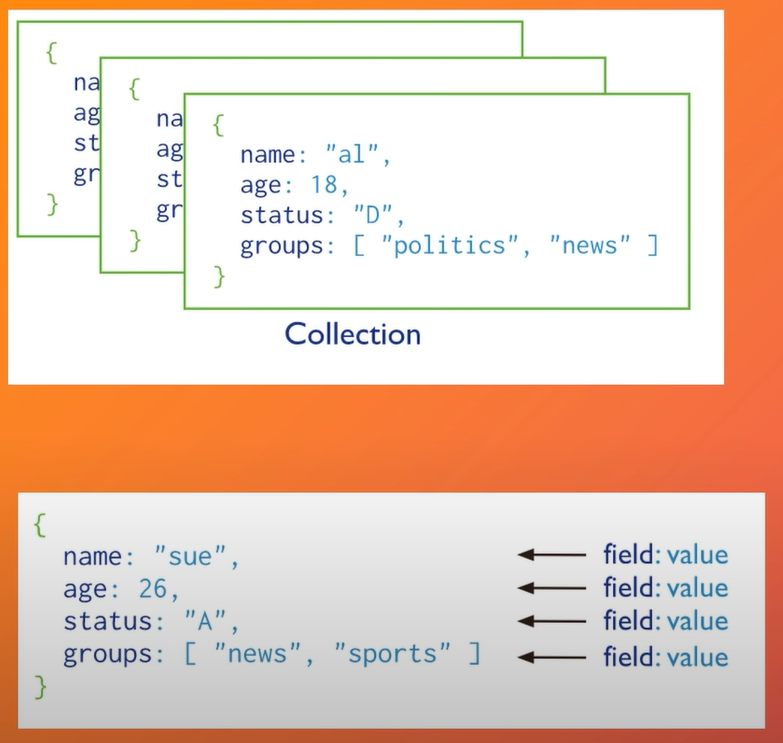 {
na
ag
st
gr
}
{
na
ag
st
gr
}
{
name: "al",
age: 18,
status: "D",
groups: [ "politics", "news" ]
}
Collection
{
name: "sue", field: value
age: 26, field: value
status: "A", field: value
groups: [ "news", "sports" ] field: value
}